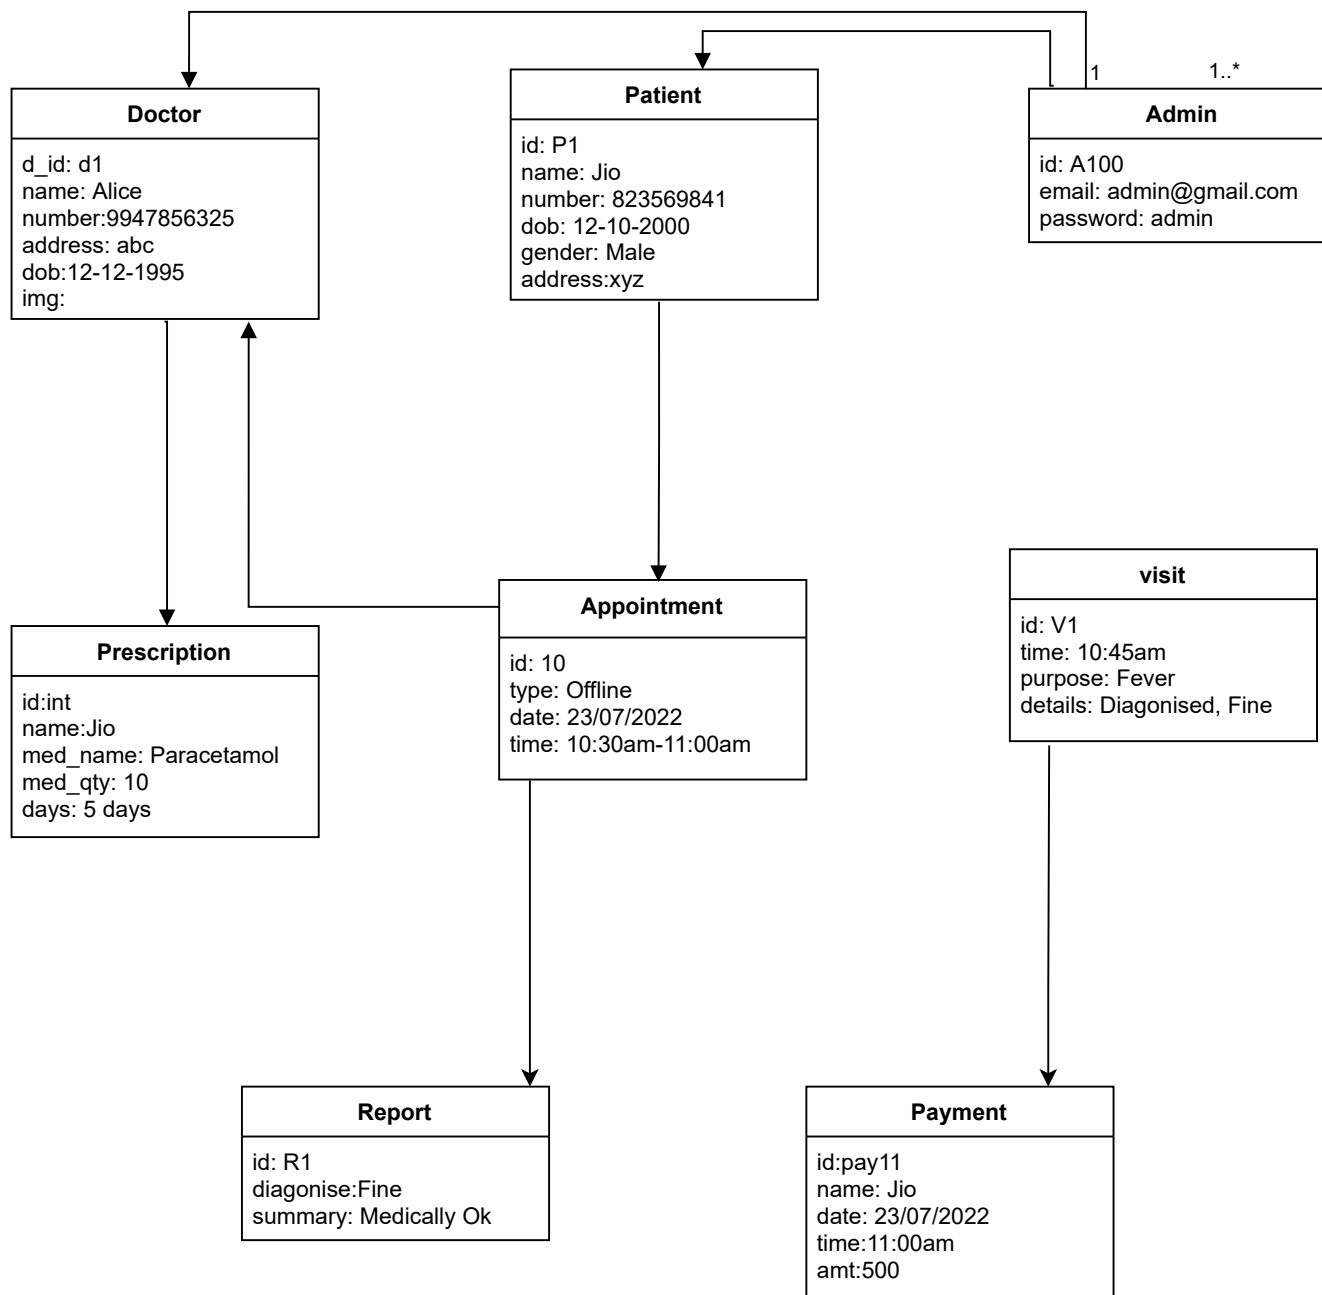 1
1..*
Doctor
d_id: d1
name: Alice
number:9947856325
address: abc
dob:12-12-1995
img:
Patient
id: P1
name: Jio
number: 823569841
dob: 12-10-2000
gender: Male
address:xyz
Admin
id: A100
email: admin@gmail.com
password: admin
Prescription
id:int
name:Jio
med_name: Paracetamol
med_qty: 10
days: 5 days
Appointment
id: 10
type: Offline
date: 23/07/2022
time: 10:30am-11:00am
visit
id: V1
time: 10:45am
purpose: Fever
details: Diagonised, Fine
Report
id: R1
diagonise:Fine
summary: Medically Ok
Payment
id:pay11
name: Jio
date: 23/07/2022
time:11:00am
amt:500